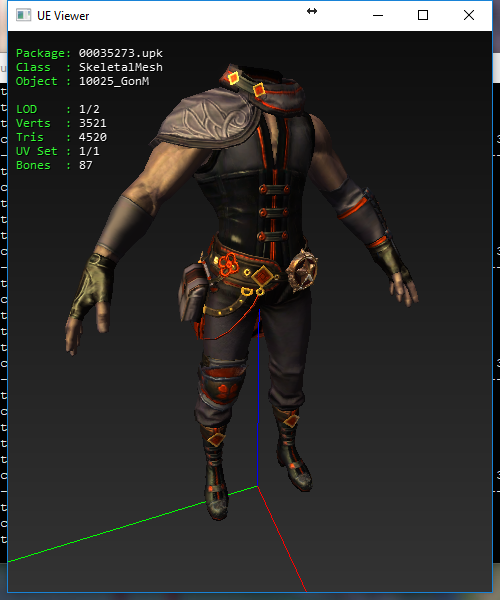 UE Viewer
Package: 00035273.upk
Class : SkeletalMesh
Object : 10025_GonM
LOD : 1/2
Verts : 3521
Tris : 4520
UV Set : 1/1
Bones : 87